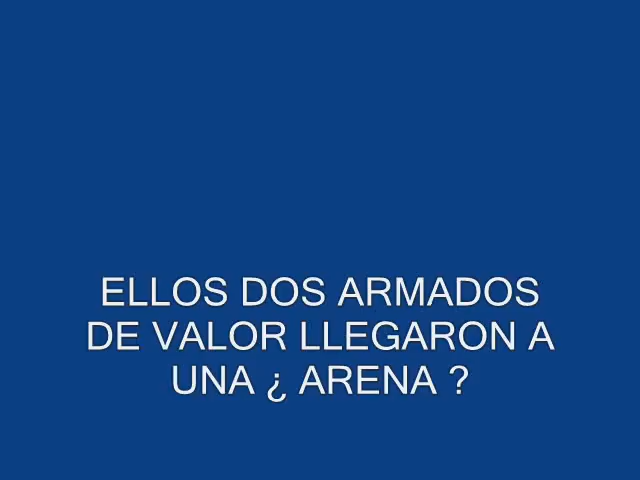 ELLOS DOS ARMADOS
DE VALOR LLEGARON A
UNA ¿ ARENA ?